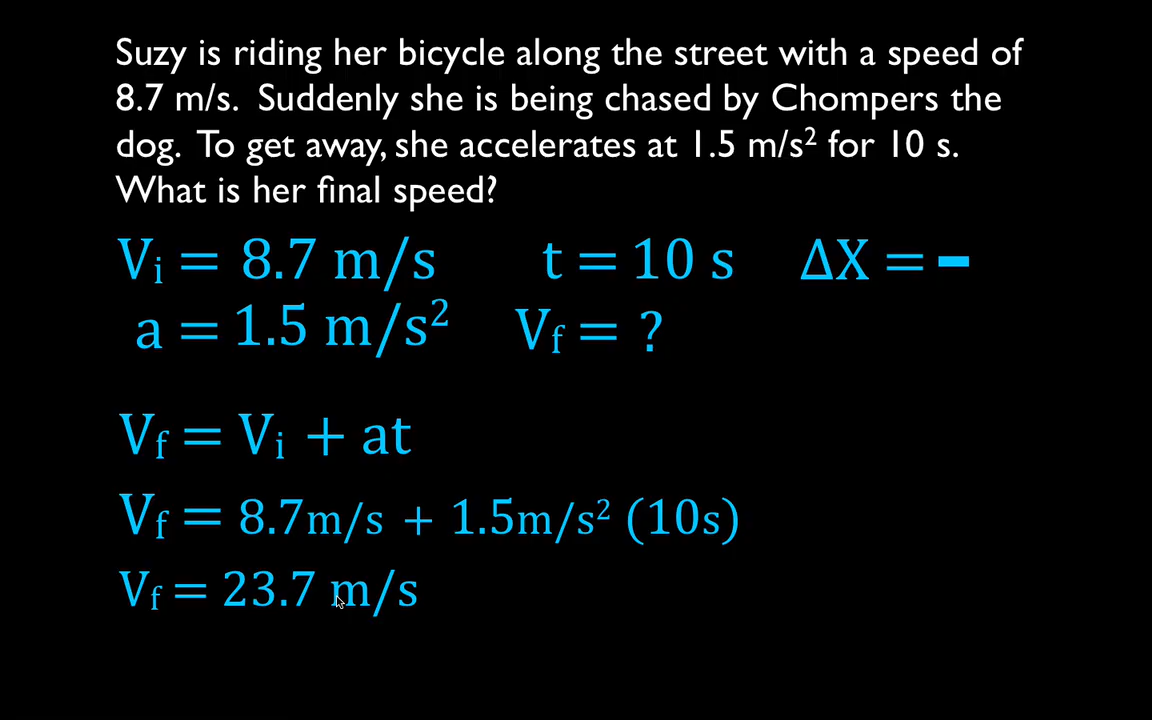 Suzy is riding her bicycle along the street with a speed of
8.7 m/s. Suddenly she is being chased by Chompers the
dog. To get away, she accelerates at 1.5 m/s² for 10 s.
What is her final speed?
Vᵢ = 8.7 m/s t = 10 s ΔX = -
a = 1.5 m/s² V_f = ?
V_f = Vᵢ + at
V_f = 8.7m/s + 1.5m/s² (10s)
V_f = 23.7 m/s